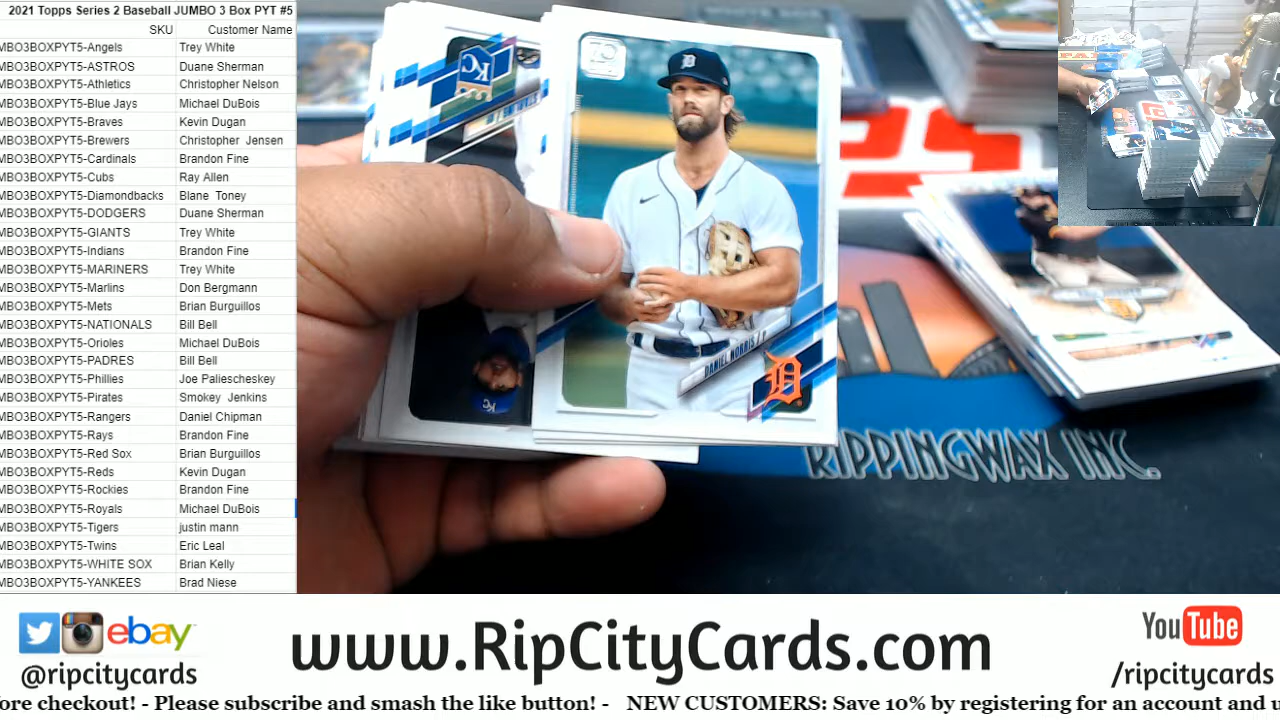 2021 Topps Series 2 Baseball JUMBO 3 Box PYT #5
SKU Customer Name
MBO3BOXPYT5-Angels Trey White
MBO3BOXPYT5-ASTROS Duane Sherman
MBO3BOXPYT5-Athletics Christopher Nelson
MBO3BOXPYT5-Blue Jays Michael DuBois
MBO3BOXPYT5-Braves Kevin Dugan
MBO3BOXPYT5-Brewers Christopher Jensen
MBO3BOXPYT5-Cardinals Brandon Fine
MBO3BOXPYT5-Cubs Ray Allen
MBO3BOXPYT5-Diamondbacks Blane Toney
MBO3BOXPYT5-DODGERS Duane Sherman
MBO3BOXPYT5-GIANTS Trey White
MBO3BOXPYT5-Indians Brandon Fine
MBO3BOXPYT5-MARINERS Trey White
MBO3BOXPYT5-Marlins Don Bergmann
MBO3BOXPYT5-Mets Brian Burguillos
MBO3BOXPYT5-NATIONALS Bill Bell
MBO3BOXPYT5-Orioles Michael DuBois
MBO3BOXPYT5-PADRES Bill Bell
MBO3BOXPYT5-Phillies Joe Paliescheskey
MBO3BOXPYT5-Pirates Smokey Jenkins
MBO3BOXPYT5-Rangers Daniel Chipman
MBO3BOXPYT5-Rays Brandon Fine
MBO3BOXPYT5-Red Sox Brian Burguillos
MBO3BOXPYT5-Reds Kevin Dugan
MBO3BOXPYT5-Rockies Brandon Fine
MBO3BOXPYT5-Royals Michael DuBois
MBO3BOXPYT5-Tigers justin mann
MBO3BOXPYT5-Twins Eric Leal
MBO3BOXPYT5-WHITE SOX Brian Kelly
MBO3BOXPYT5-YANKEES Brad Niese
KC
70
D
DANIEL NORRIS / P
D
KC
RIPPINGWAX INC.
ebay
@ripcitycards
www.RipCityCards.com
YouTube
/ripcitycards
ore checkout! - Please subscribe and smash the like button! - NEW CUSTOMERS: Save 10% by registering for an account and u